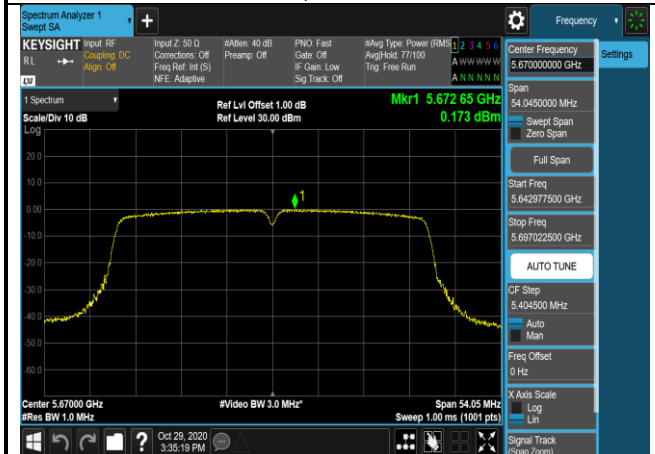 Spectrum Analyzer 1
Swept SA
+
Frequency
KEYSIGHT
RL
LXI
Input: RF
Coupling: DC
Align: Off
Input Z: 50 Ω
Corrections: Off
Freq Ref: Int (S)
NFE: Adaptive
#Atten: 40 dB
Preamp: Off
PNO: Fast
Gate: Off
IF Gain: Low
Sig Track: Off
#Avg Type: Power (RMS
Avg|Hold: 77/100
Trig: Free Run
1 2 3 4 5 6
A W W W W W
A N N N N N
1 Spectrum
Scale/Div 10 dB
Log
Ref Lvl Offset 1.00 dB
Ref Level 30.00 dBm
Mkr1 5.672 65 GHz
0.173 dBm
20.0
10.0
0.00
-10.0
-20.0
-30.0
-40.0
-50.0
-60.0
1
Center 5.67000 GHz
#Res BW 1.0 MHz
#Video BW 3.0 MHz*
Span 54.05 MHz
Sweep 1.00 ms (1001 pts)
Oct 29, 2020
3:35:19 PM
?
Settings
Center Frequency
5.670000000 GHz
Span
54.0450000 MHz
Swept Span
Zero Span
Full Span
Start Freq
5.642977500 GHz
Stop Freq
5.697022500 GHz
AUTO TUNE
CF Step
5.404500 MHz
Auto
Man
Freq Offset
0 Hz
X Axis Scale
Log
Lin
Signal Track
(Span Zoom)